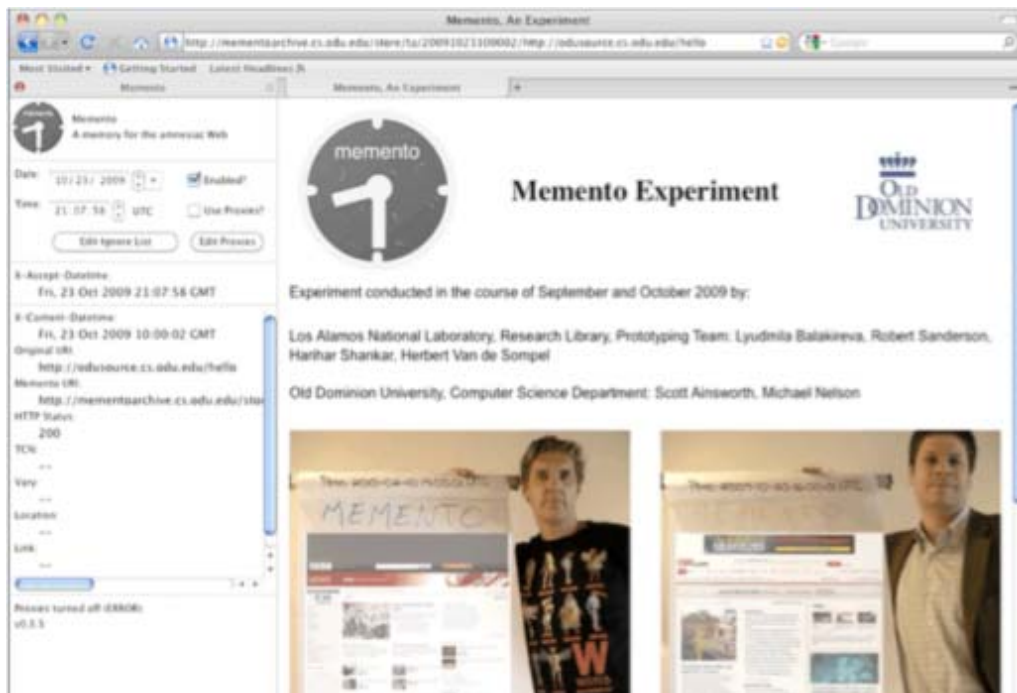 Memento, An Experiment
http://mementoarchive.cs.odu.edu/store/ta/20091023100002/http://odusource.cs.odu.edu/hello
Google
Most Visited
Getting Started
Latest Headlines
Memento
Memento, An Experiment
memento
Memento
A memory for the amnesiac Web
Date:
10/23/ 2009
Enabled?
Time:
21: 07: 56
UTC
Use Proxies?
Edit Ignore List
Edit Proxies
X-Accept-Datetime:
Fri, 23 Oct 2009 21:07:56 GMT
X-Content-Datetime:
Fri, 23 Oct 2009 10:00:02 GMT
Original URI:
http://odusource.cs.odu.edu/hello
Memento URI:
http://mementoarchive.cs.odu.edu/stor
HTTP Status:
200
TCN:
--
Vary:
--
Location:
--
Link:
--
Proxies turned off (ERROR)
v0.8.5
memento
Memento Experiment
OLD
DOMINION
UNIVERSITY
Experiment conducted in the course of September and October 2009 by:
Los Alamos National Laboratory, Research Library, Prototyping Team: Lyudmila Balakireva, Robert Sanderson,
Harihar Shankar, Herbert Van de Sompel
Old Dominion University, Computer Science Department: Scott Ainsworth, Michael Nelson
MEMENTO
W